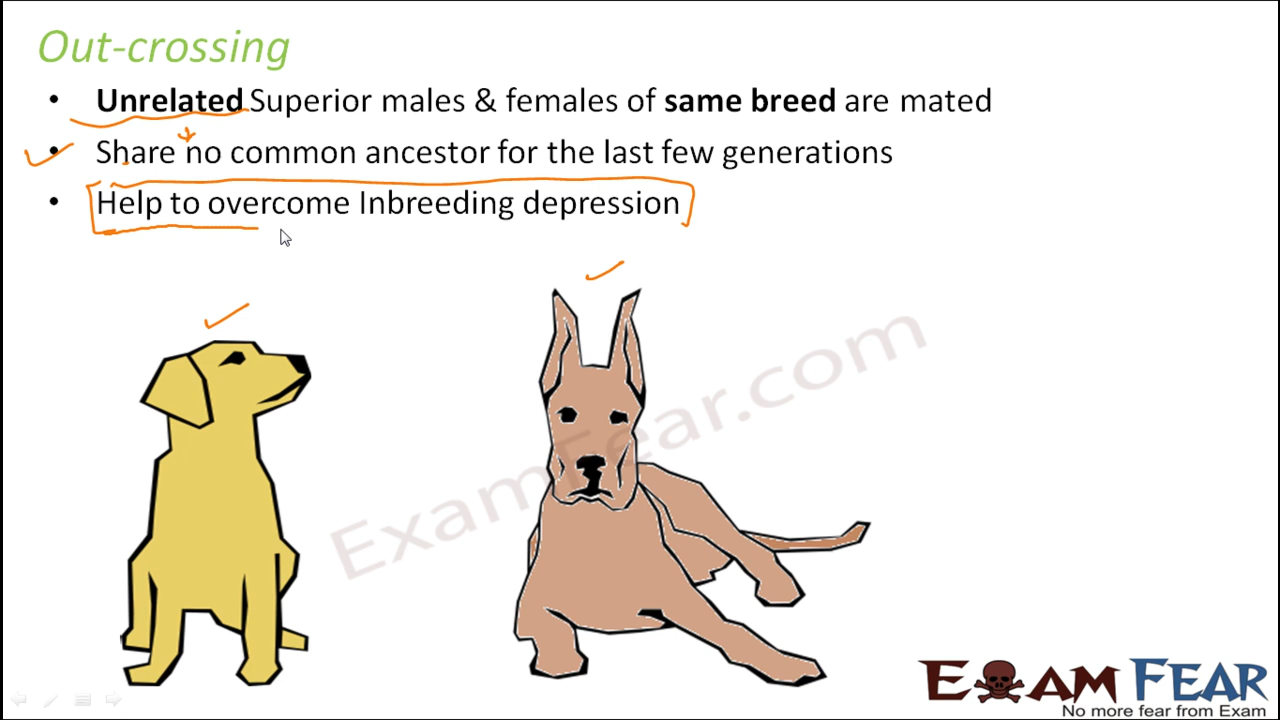 Out-crossing
• Unrelated Superior males & females of same breed are mated
• Share no common ancestor for the last few generations
• Help to overcome Inbreeding depression
ExamFear.com
EXAM FEAR
No more fear from Exam